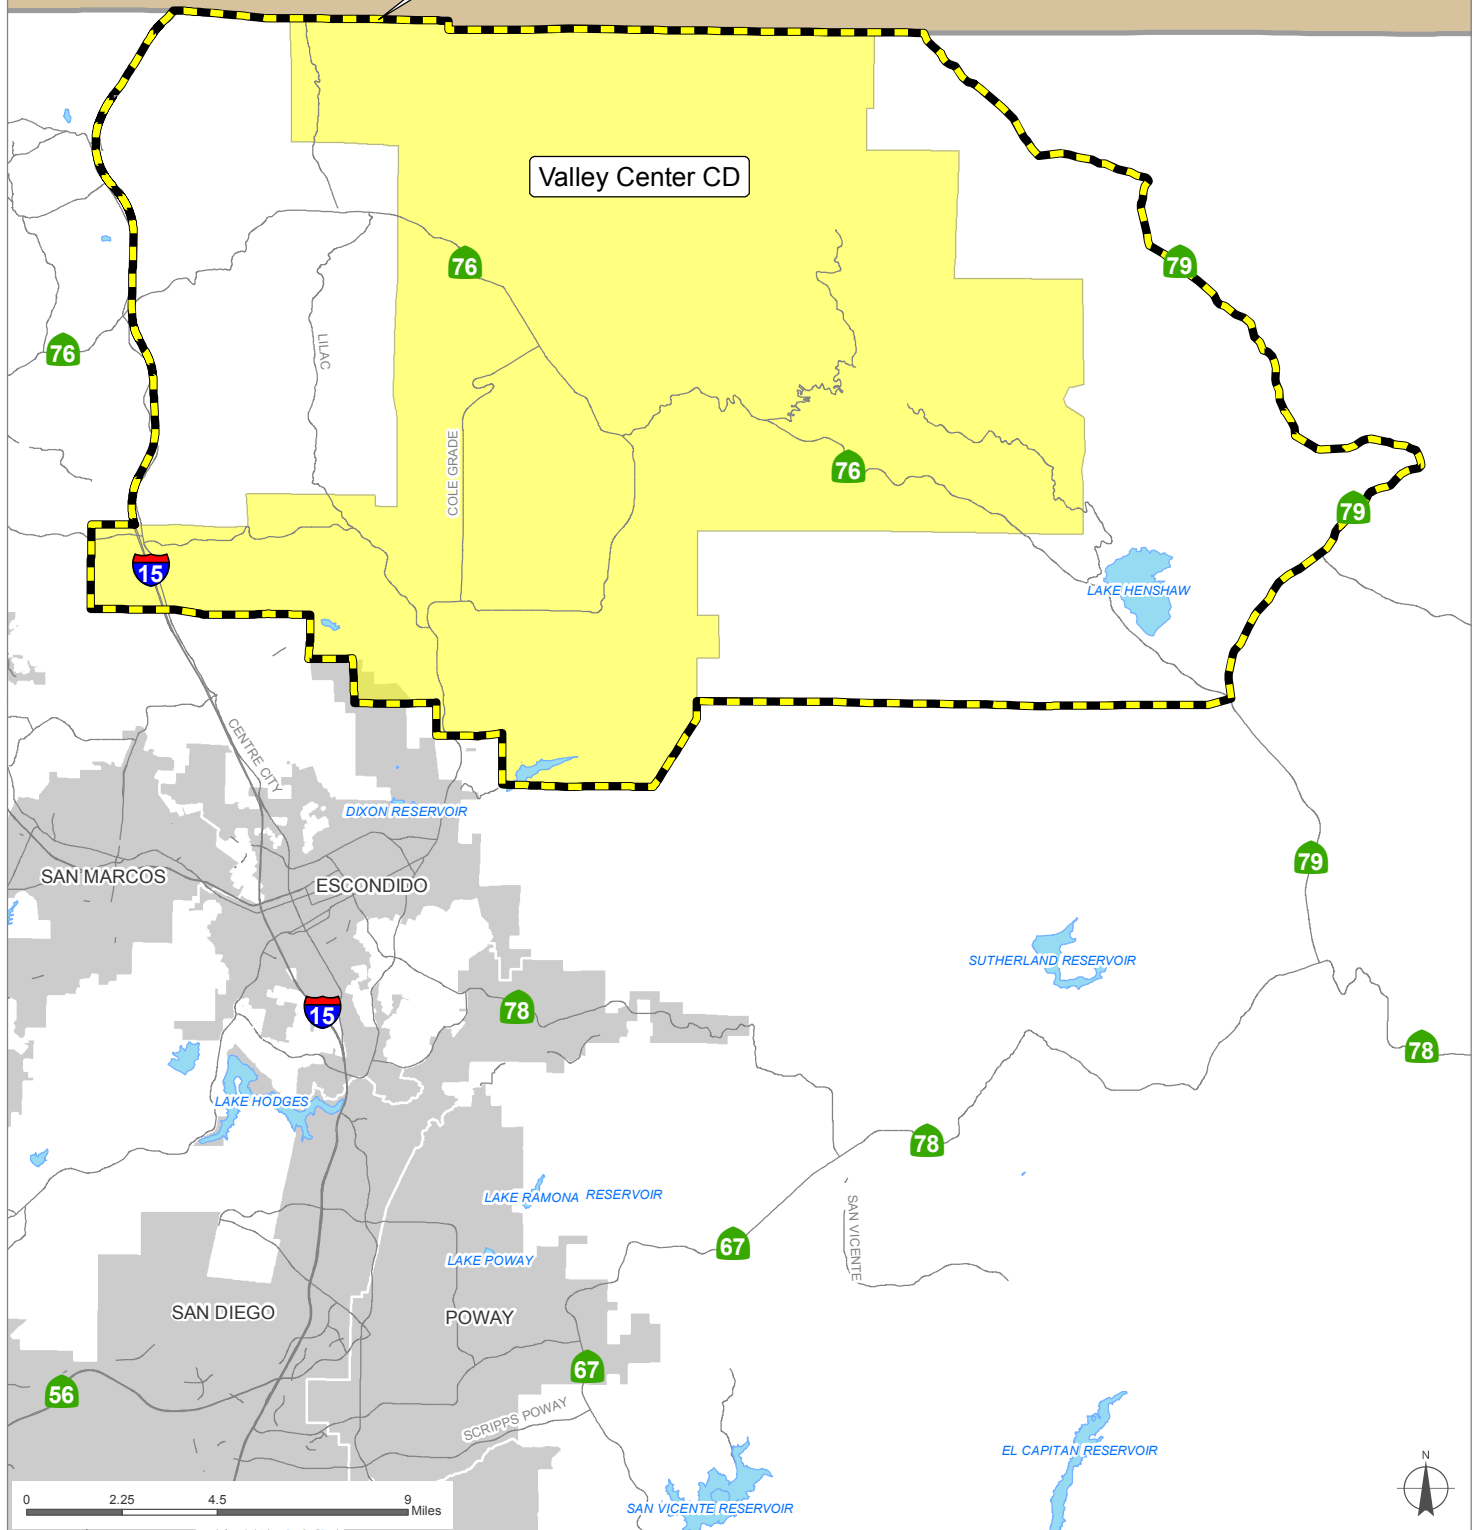 Valley Center CD
76
79
76
LILAC
COLE GRADE
76
79
15
LAKE HENSHAW
CENTRE CITY
DIXON RESERVOIR
SAN MARCOS
ESCONDIDO
79
SUTHERLAND RESERVOIR
15
78
78
LAKE HODGES
78
LAKE RAMONA RESERVOIR
SAN VICENTE
67
LAKE POWAY
SAN DIEGO
POWAY
67
56
SCRIPPS POWAY
EL CAPITAN RESERVOIR
SAN VICENTE RESERVOIR
N
0 2.25 4.5 9
Miles